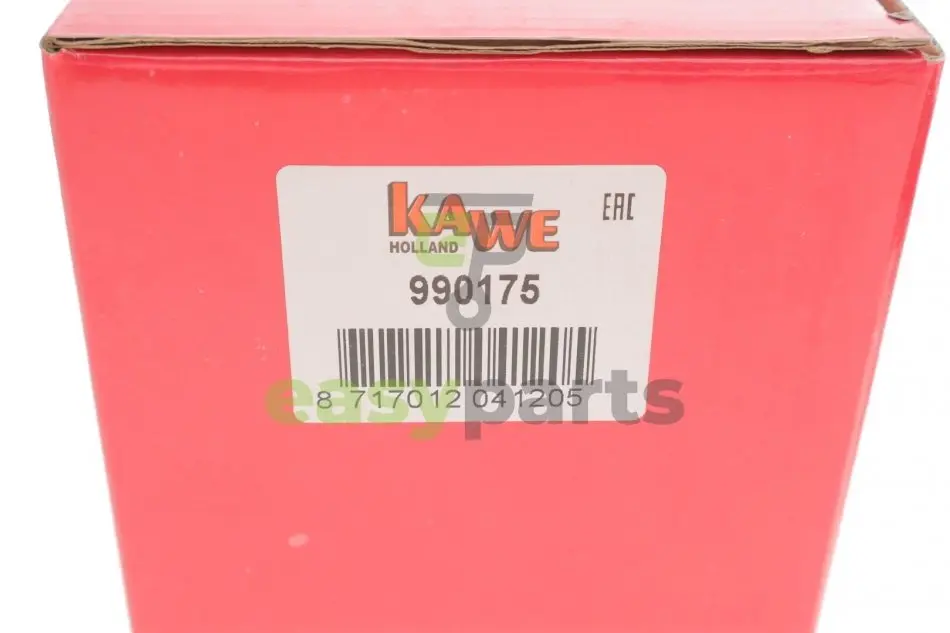 KAWE
HOLLAND
EAC
990175
8 717012 041205
easyparts